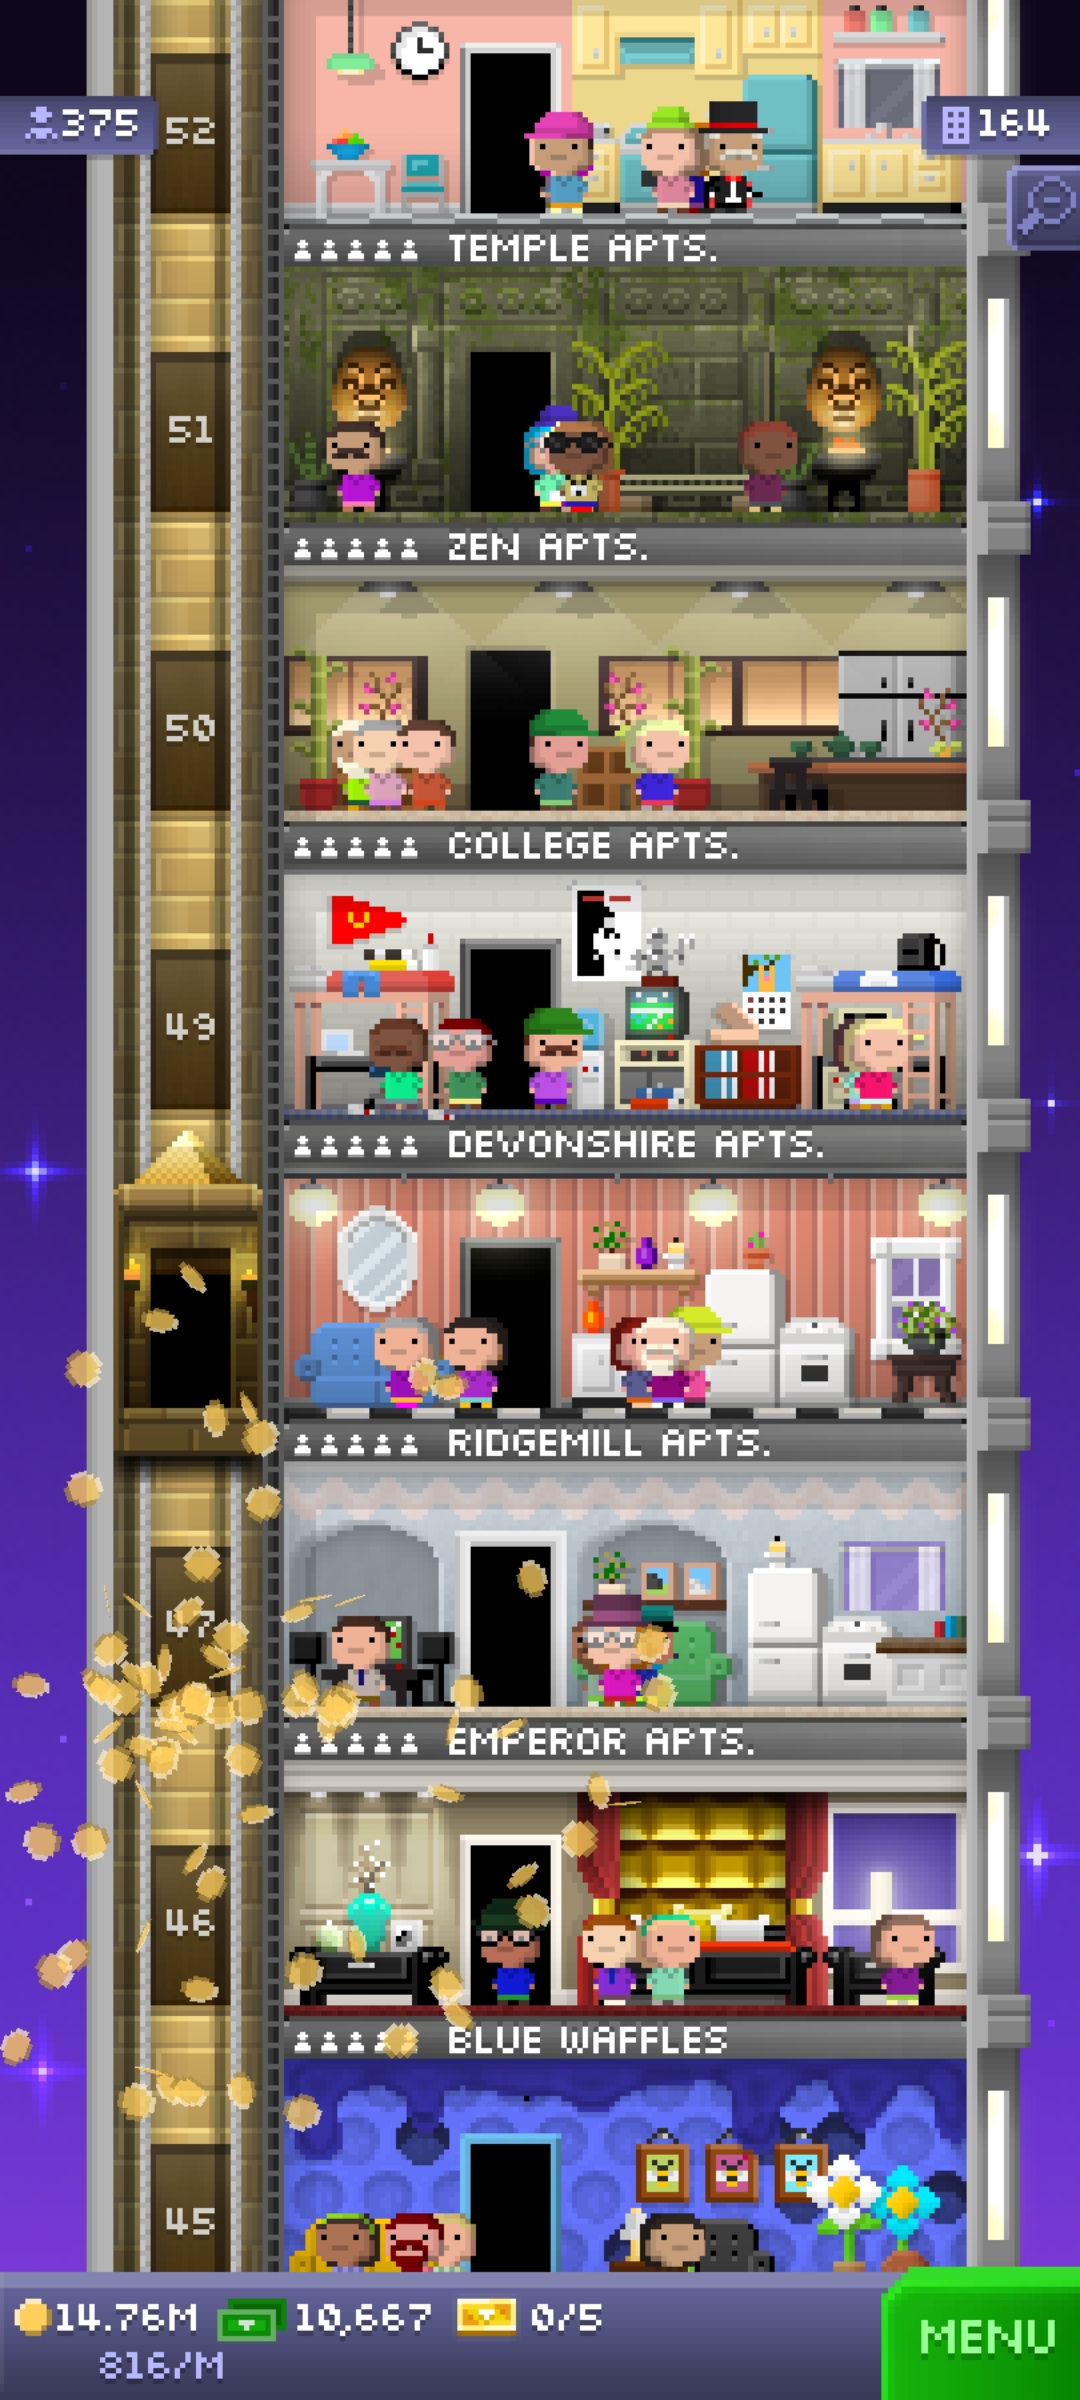 375
52
164
TEMPLE APTS.
51
ZEN APTS.
50
COLLEGE APTS.
49
DEVONSHIRE APTS.
RIDGEMILL APTS.
47
EMPEROR APTS.
46
BLUE WAFFLES
45
14.76M 10,667 0/5
816/M
MENU